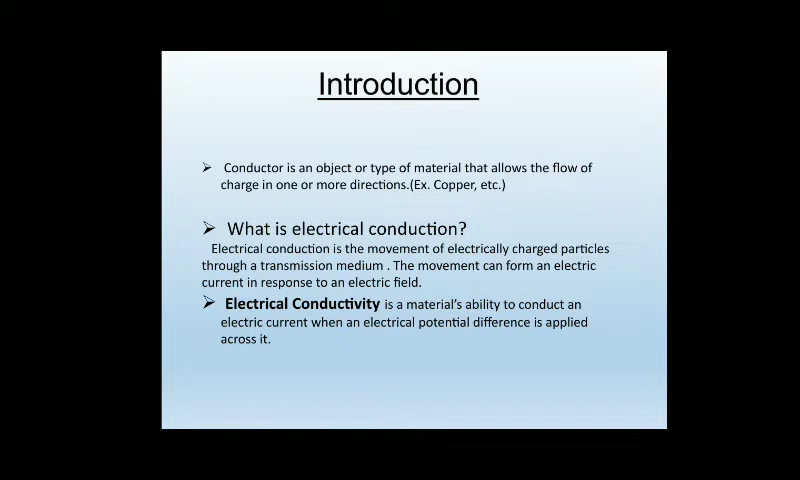 Introduction
Conductor is an object or type of material that allows the flow of
charge in one or more directions.(Ex. Copper, etc.)
What is electrical conduction?
Electrical conduction is the movement of electrically charged particles
through a transmission medium . The movement can form an electric
current in response to an electric field.
Electrical Conductivity is a material's ability to conduct an
electric current when an electrical potential difference is applied
across it.